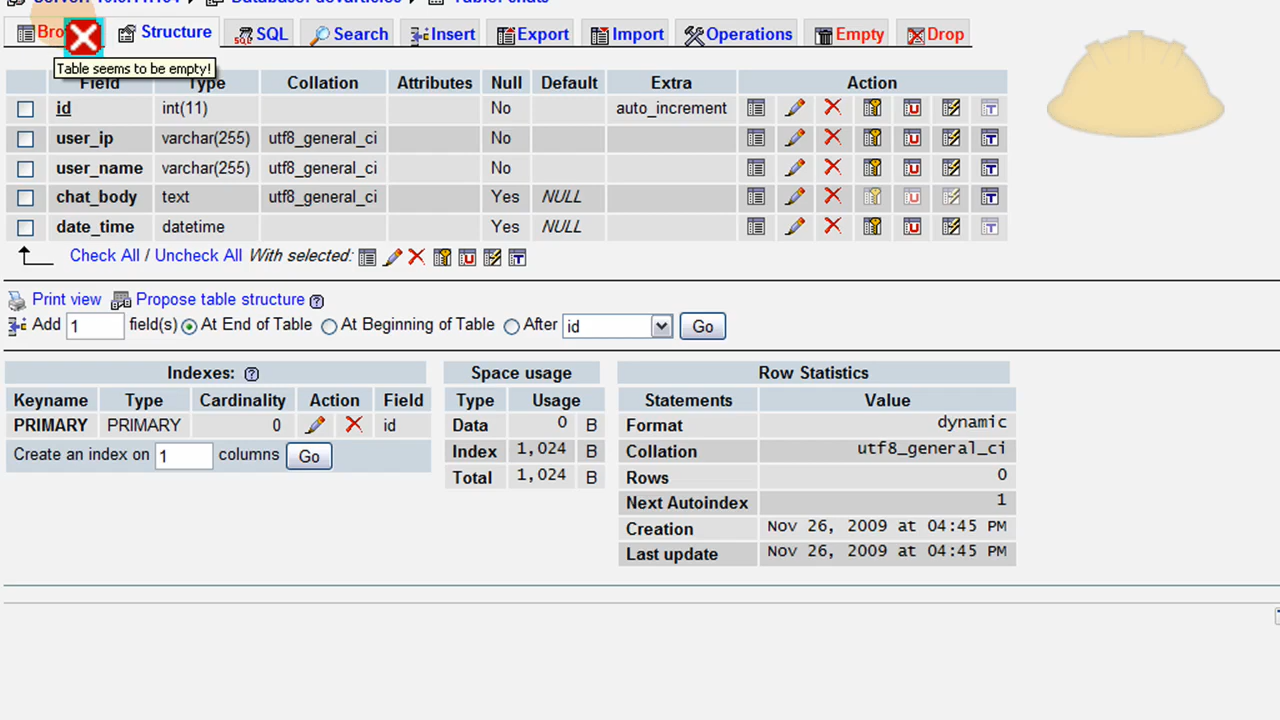 Structure SQL Search Insert Export Import Operations Empty Drop
Table seems to be empty!
Field Type Collation Attributes Null Default Extra Action
id int(11) No auto_increment
user_ip varchar(255) utf8_general_ci No
user_name varchar(255) utf8_general_ci No
chat_body text utf8_general_ci Yes NULL
date_time datetime Yes NULL
Check All / Uncheck All With selected:
Print view Propose table structure
Add 1 field(s) At End of Table At Beginning of Table After id Go
Indexes:
Keyname Type Cardinality Action Field
PRIMARY PRIMARY 0 id
Create an index on 1 columns Go
Space usage
Type Usage
Data 0 B
Index 1,024 B
Total 1,024 B
Row Statistics
Statements Value
Format dynamic
Collation utf8_general_ci
Rows 0
Next Autoindex 1
Creation Nov 26, 2009 at 04:45 PM
Last update Nov 26, 2009 at 04:45 PM